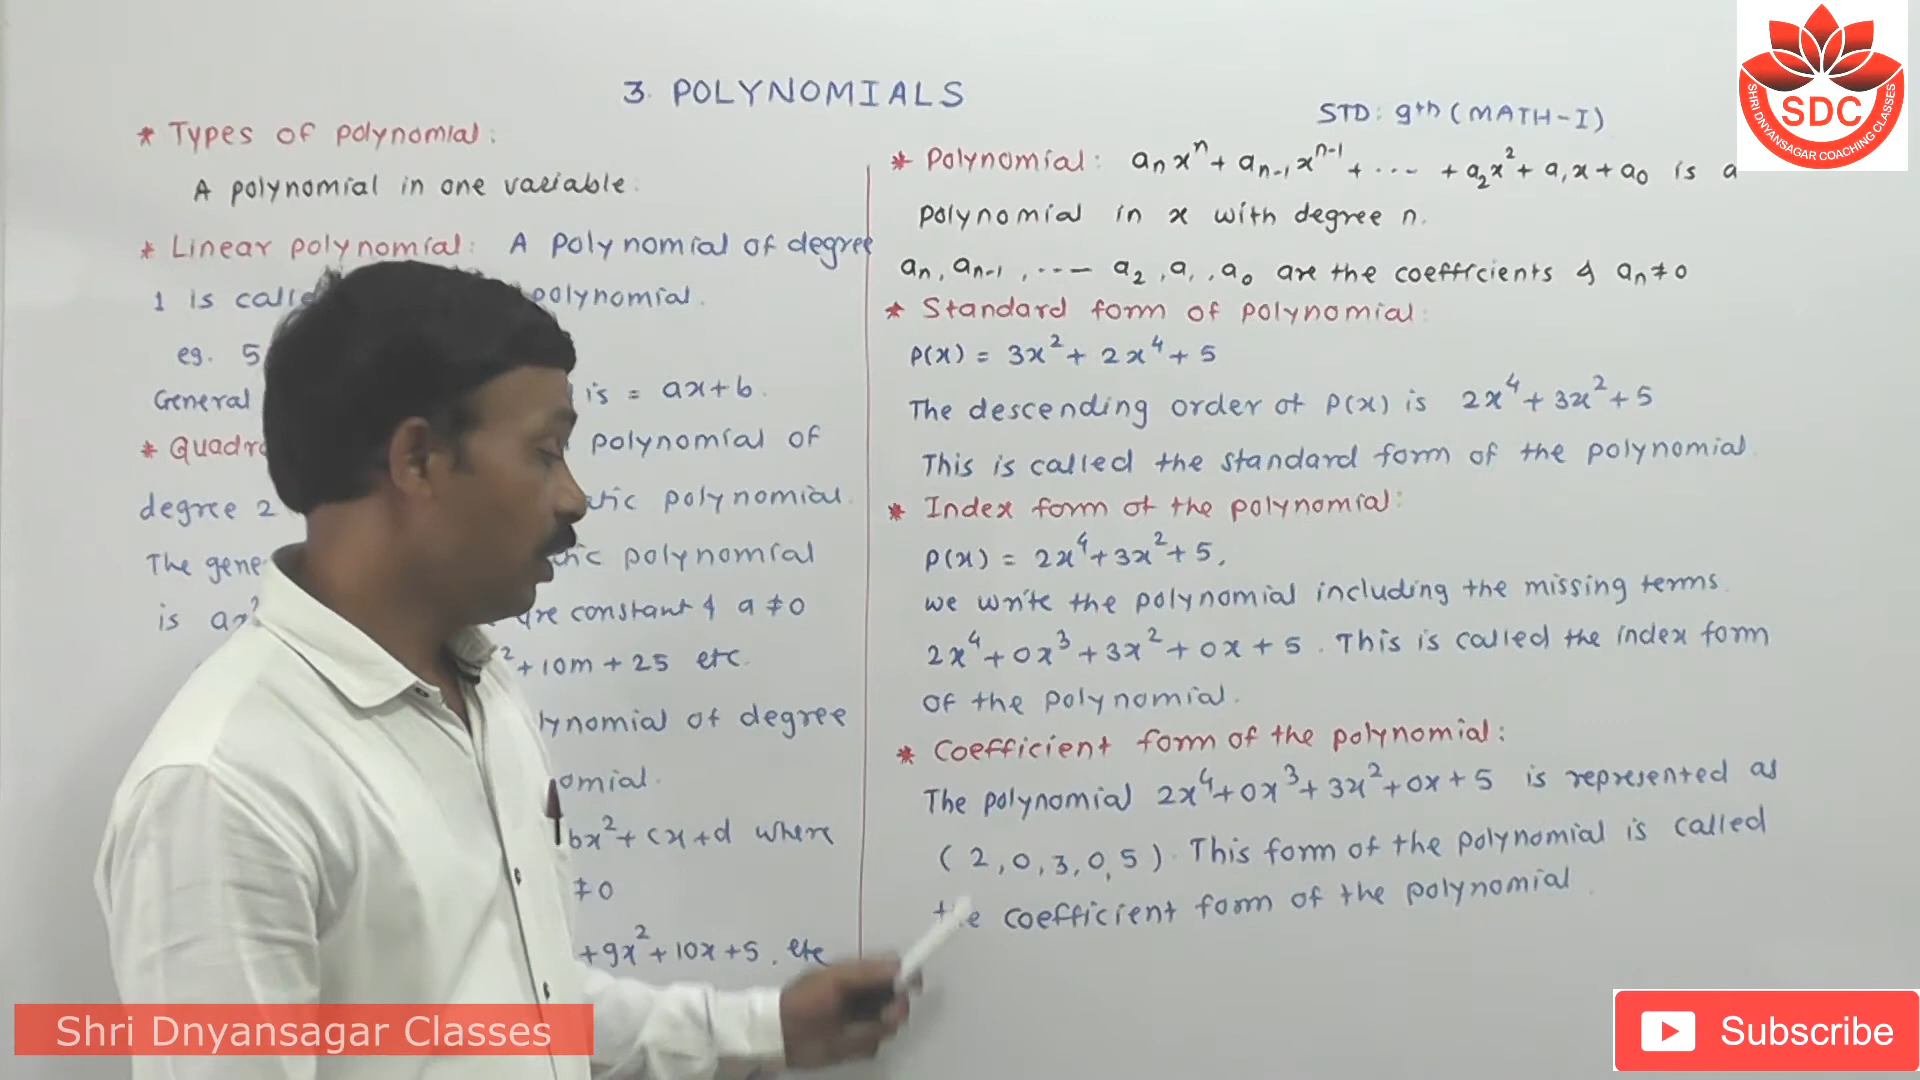 3. POLYNOMIALS
STD: 9th (MATH-I)
* Types of polynomial:
A polynomial in one variable:
* Linear polynomial: A polynomial of degree
1 is polynomial.
eg. 5
General is = ax+b.
* polynomial of
degree 2 polynomial.
The polynomial
is are constant & a≠0
²+10m+25 etc.
of degree
bx²+cx+d where
≠0
+9x²+10x+5. etc
* Polynomial: aₙxⁿ+aₙ₋₁xⁿ⁻¹+...+a₂x²+a₁x+a₀ is a
polynomial in x with degree n.
aₙ, aₙ₋₁, ---- a₂, a₁, a₀ are the coefficients & aₙ≠0
* Standard form of polynomial:
P(x) = 3x²+2x⁴+5
The descending order of P(x) is 2x⁴+3x²+5
This is called the standard form of the polynomial.
* Index form of the polynomial:
P(x) = 2x⁴+3x²+5,
we write the polynomial including the missing terms.
2x⁴+0x³+3x²+0x+5. This is called the index form
of the polynomial.
* Coefficient form of the polynomial:
The polynomial 2x⁴+0x³+3x²+0x+5 is represented as
(2,0,3,0,5). This form of the polynomial is called
the coefficient form of the polynomial.
SDC
SHRI DNYANSAGAR COACHING CLASSES
Shri Dnyansagar Classes
Subscribe